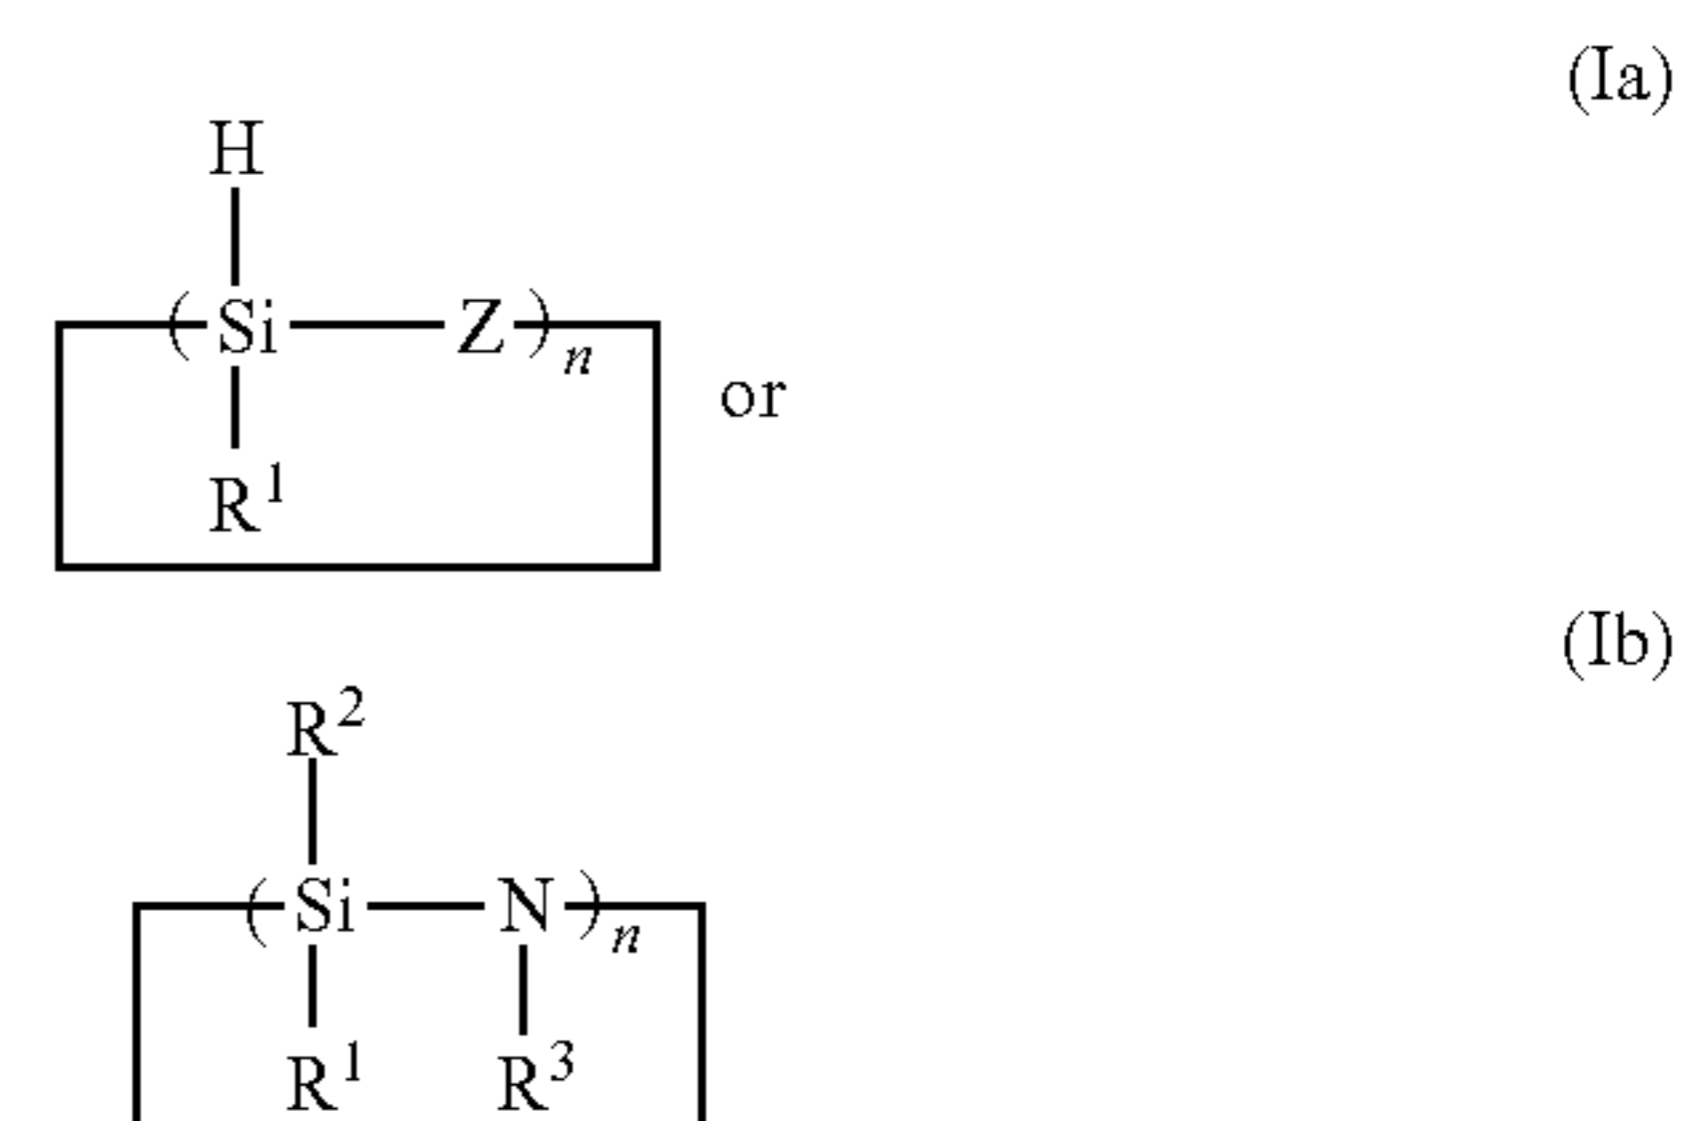 (Ia)
H
( Si Z )n
or
R1
(Ib)
R2
( Si N )n
R1 R3